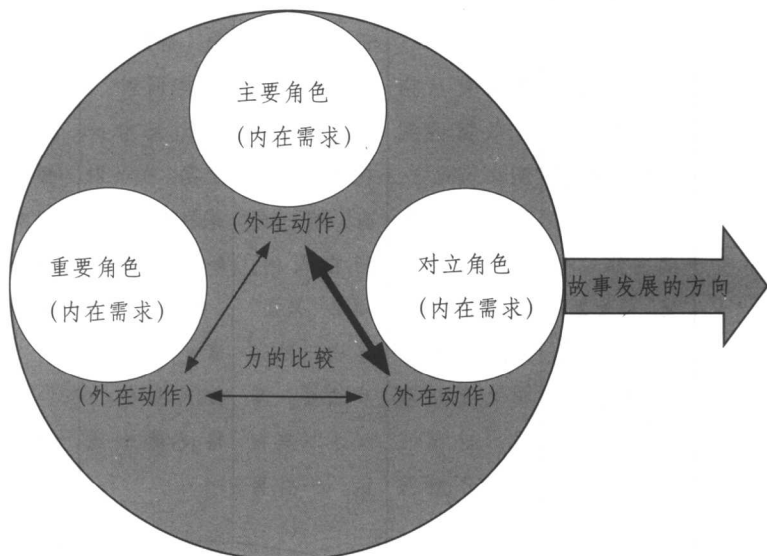 主要角色
(内在需求)
(外在动作)
重要角色
(内在需求)
对立角色
(内在需求)
故事发展的方向
力的比较
(外在动作)
(外在动作)